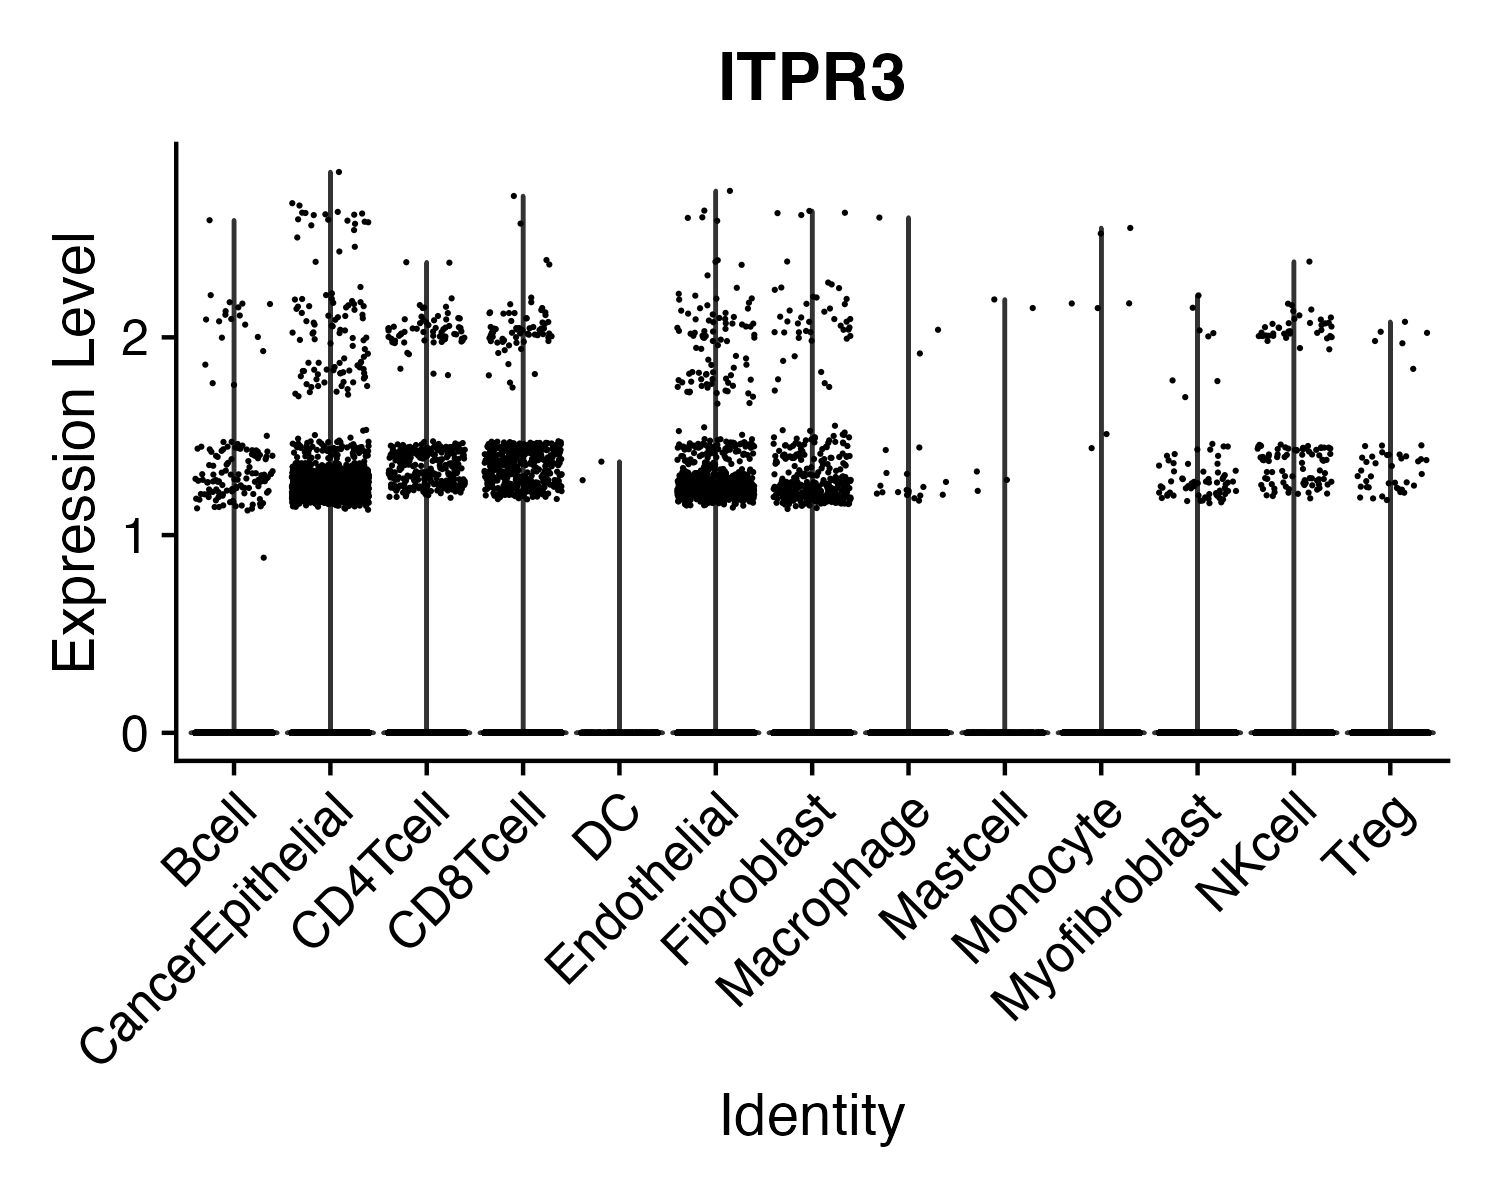 ITPR3
Expression Level
2
1
0
Bcell
CancerEpithelial
CD4Tcell
CD8Tcell
DC
Endothelial
Fibroblast
Macrophage
Mastcell
Monocyte
Myofibroblast
NKcell
Treg
Identity